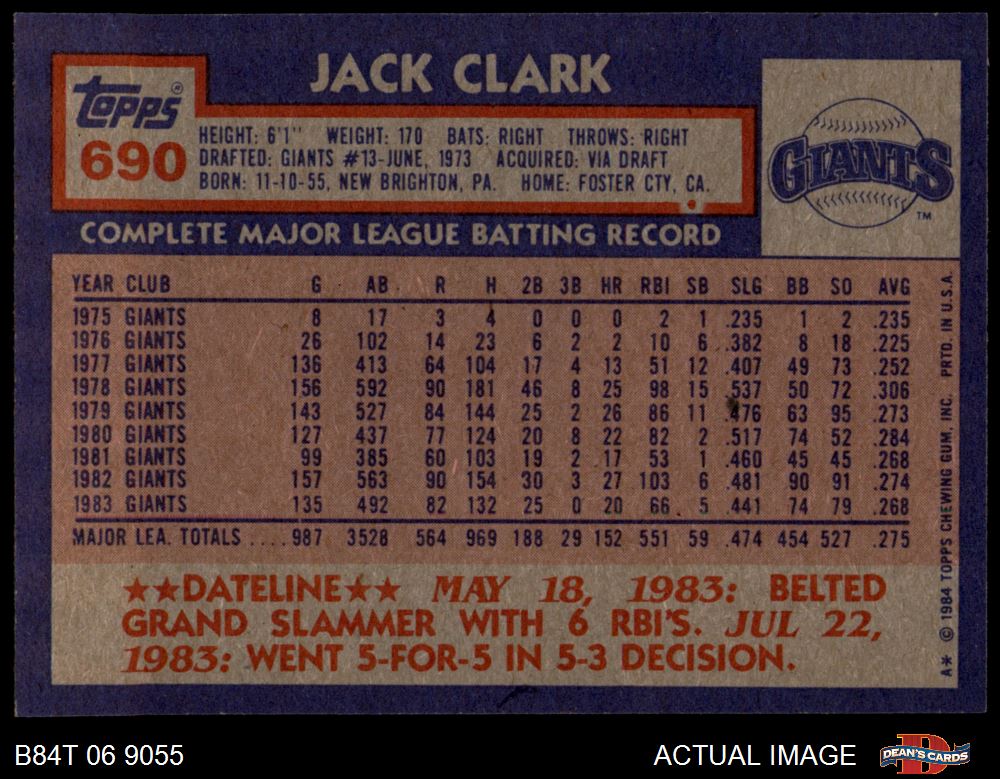 JACK CLARK
Topps®
690
HEIGHT: 6'1" WEIGHT: 170 BATS: RIGHT THROWS: RIGHT
DRAFTED: GIANTS #13-JUNE, 1973 ACQUIRED: VIA DRAFT
BORN: 11-10-55, NEW BRIGHTON, PA. HOME: FOSTER CTY, CA.
GIANTS
TM
COMPLETE MAJOR LEAGUE BATTING RECORD
YEAR CLUB G AB R H 2B 3B HR RBI SB SLG BB SO AVG
1975 GIANTS 8 17 3 4 0 0 0 2 1 .235 1 2 .235
1976 GIANTS 26 102 14 23 6 2 2 10 6 .382 8 18 .225
1977 GIANTS 136 413 64 104 17 4 13 51 12 .407 49 73 .252
1978 GIANTS 156 592 90 181 46 8 25 98 15 .537 50 72 .306
1979 GIANTS 143 527 84 144 25 2 26 86 11 .476 63 95 .273
1980 GIANTS 127 437 77 124 20 8 22 82 2 .517 74 52 .284
1981 GIANTS 99 385 60 103 19 2 17 53 1 .460 45 45 .268
1982 GIANTS 157 563 90 154 30 3 27 103 6 .481 90 91 .274
1983 GIANTS 135 492 82 132 25 0 20 66 5 .441 74 79 .268
MAJOR LEA. TOTALS ....987 3528 564 969 188 29 152 551 59 .474 454 527 .275
★★DATELINE★★ MAY 18, 1983: BELTED
GRAND SLAMMER WITH 6 RBI'S. JUL 22,
1983: WENT 5-FOR-5 IN 5-3 DECISION.
A* © 1984 TOPPS CHEWING GUM, INC. PRTD. IN U.S.A.
B84T 06 9055
ACTUAL IMAGE
DEAN'S CARDS